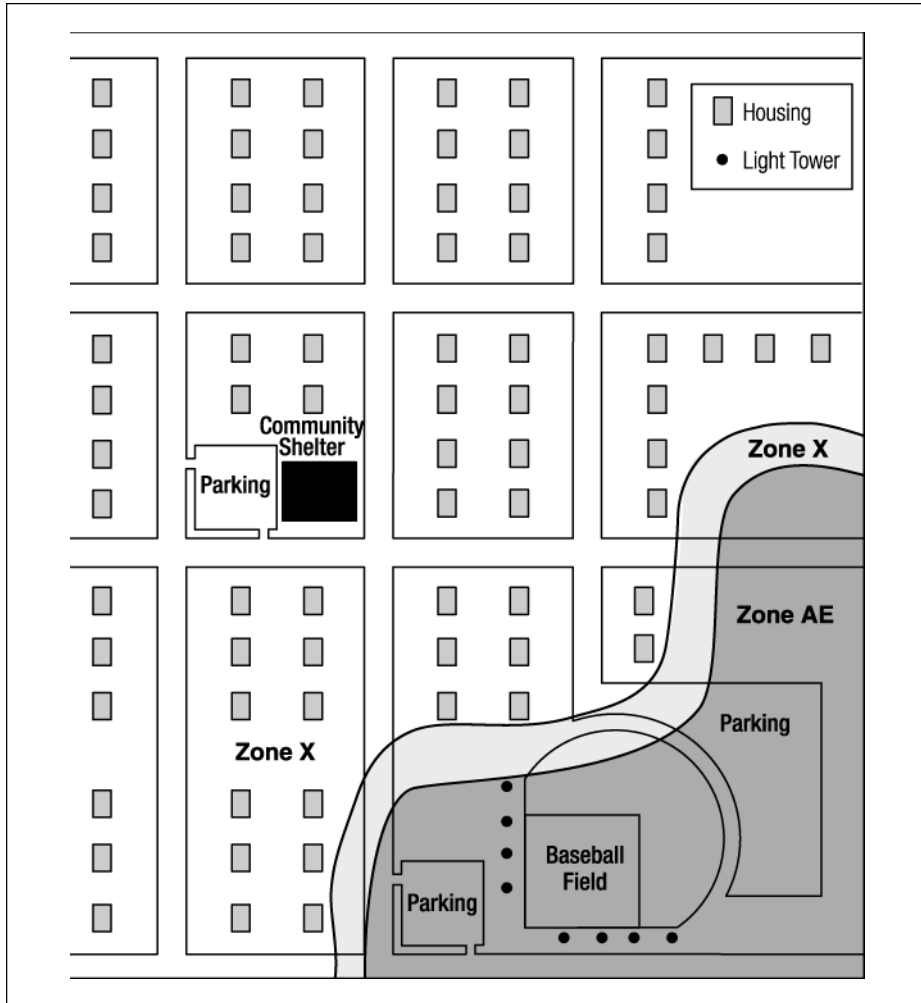 Housing
Light Tower
Community
Shelter
Zone X
Parking
Zone AE
Parking
Zone X
Baseball
Field
Parking